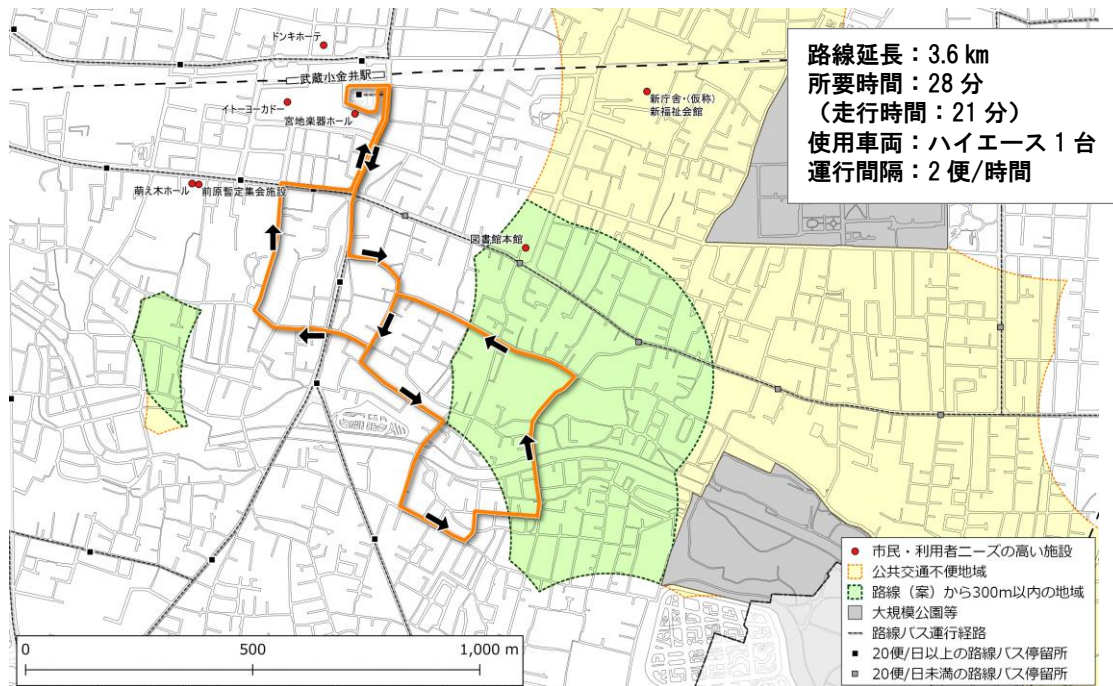 ドンキホーテ
武蔵小金井駅
イトーヨーカドー
宮地楽器ホール
新庁舎・(仮称)
新福祉会館
萌え木ホール
前原暫定集会施設
図書館本館
路線延長：3.6 km
所要時間：28 分
（走行時間：21 分）
使用車両：ハイエース 1 台
運行間隔：2 便/時間
市民・利用者ニーズの高い施設
公共交通不便地域
路線（案）から300m以内の地域
大規模公園等
路線バス運行経路
20便/日以上の路線バス停留所
20便/日未満の路線バス停留所
0 500 1,000 m